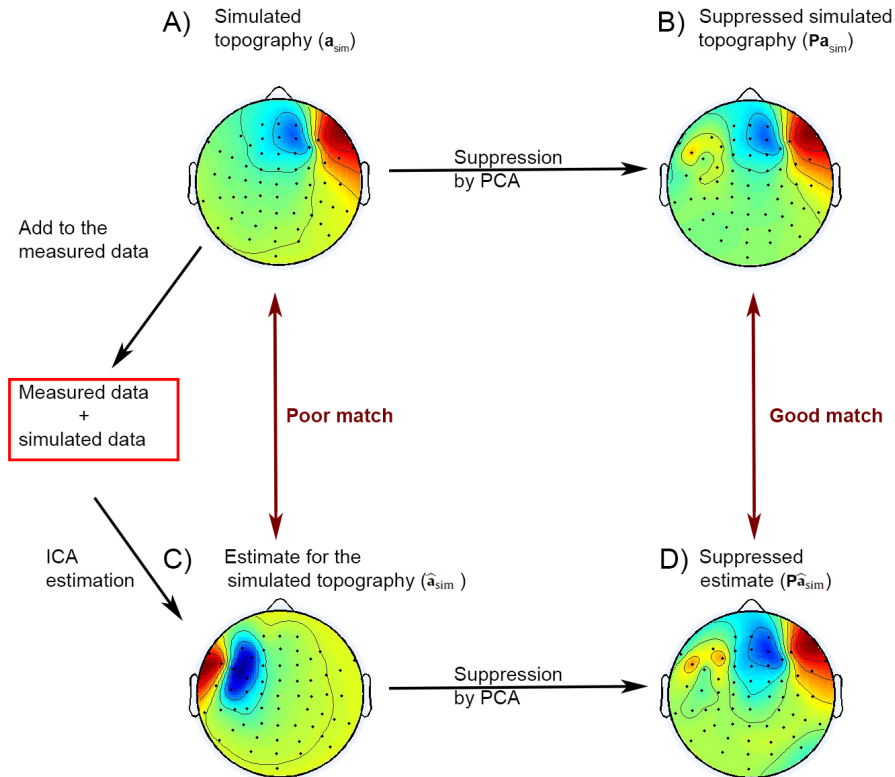 A) Simulated
topography (a_sim)
B) Suppressed simulated
topography (Pa_sim)
Suppression
by PCA
Add to the
measured data
Measured data
+
simulated data
Poor match
Good match
ICA
estimation
C) Estimate for the
simulated topography (â_sim )
D) Suppressed
estimate (Pâ_sim)
Suppression
by PCA